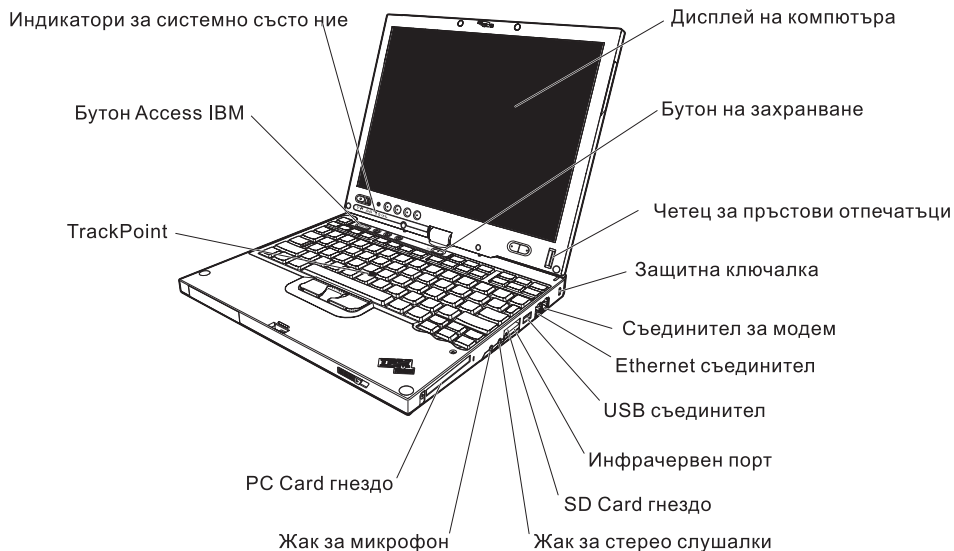 Индикатори за системно състо ние
Дисплей на компютъра
Бутон Access IBM
Бутон на захранване
Четец за пръстови отпечатъци
TrackPoint
Защитна ключалка
Съединител за модем
Ethernet съединител
USB съединител
Инфрачервен порт
PC Card гнездо
SD Card гнездо
Жак за микрофон
Жак за стерео слушалки